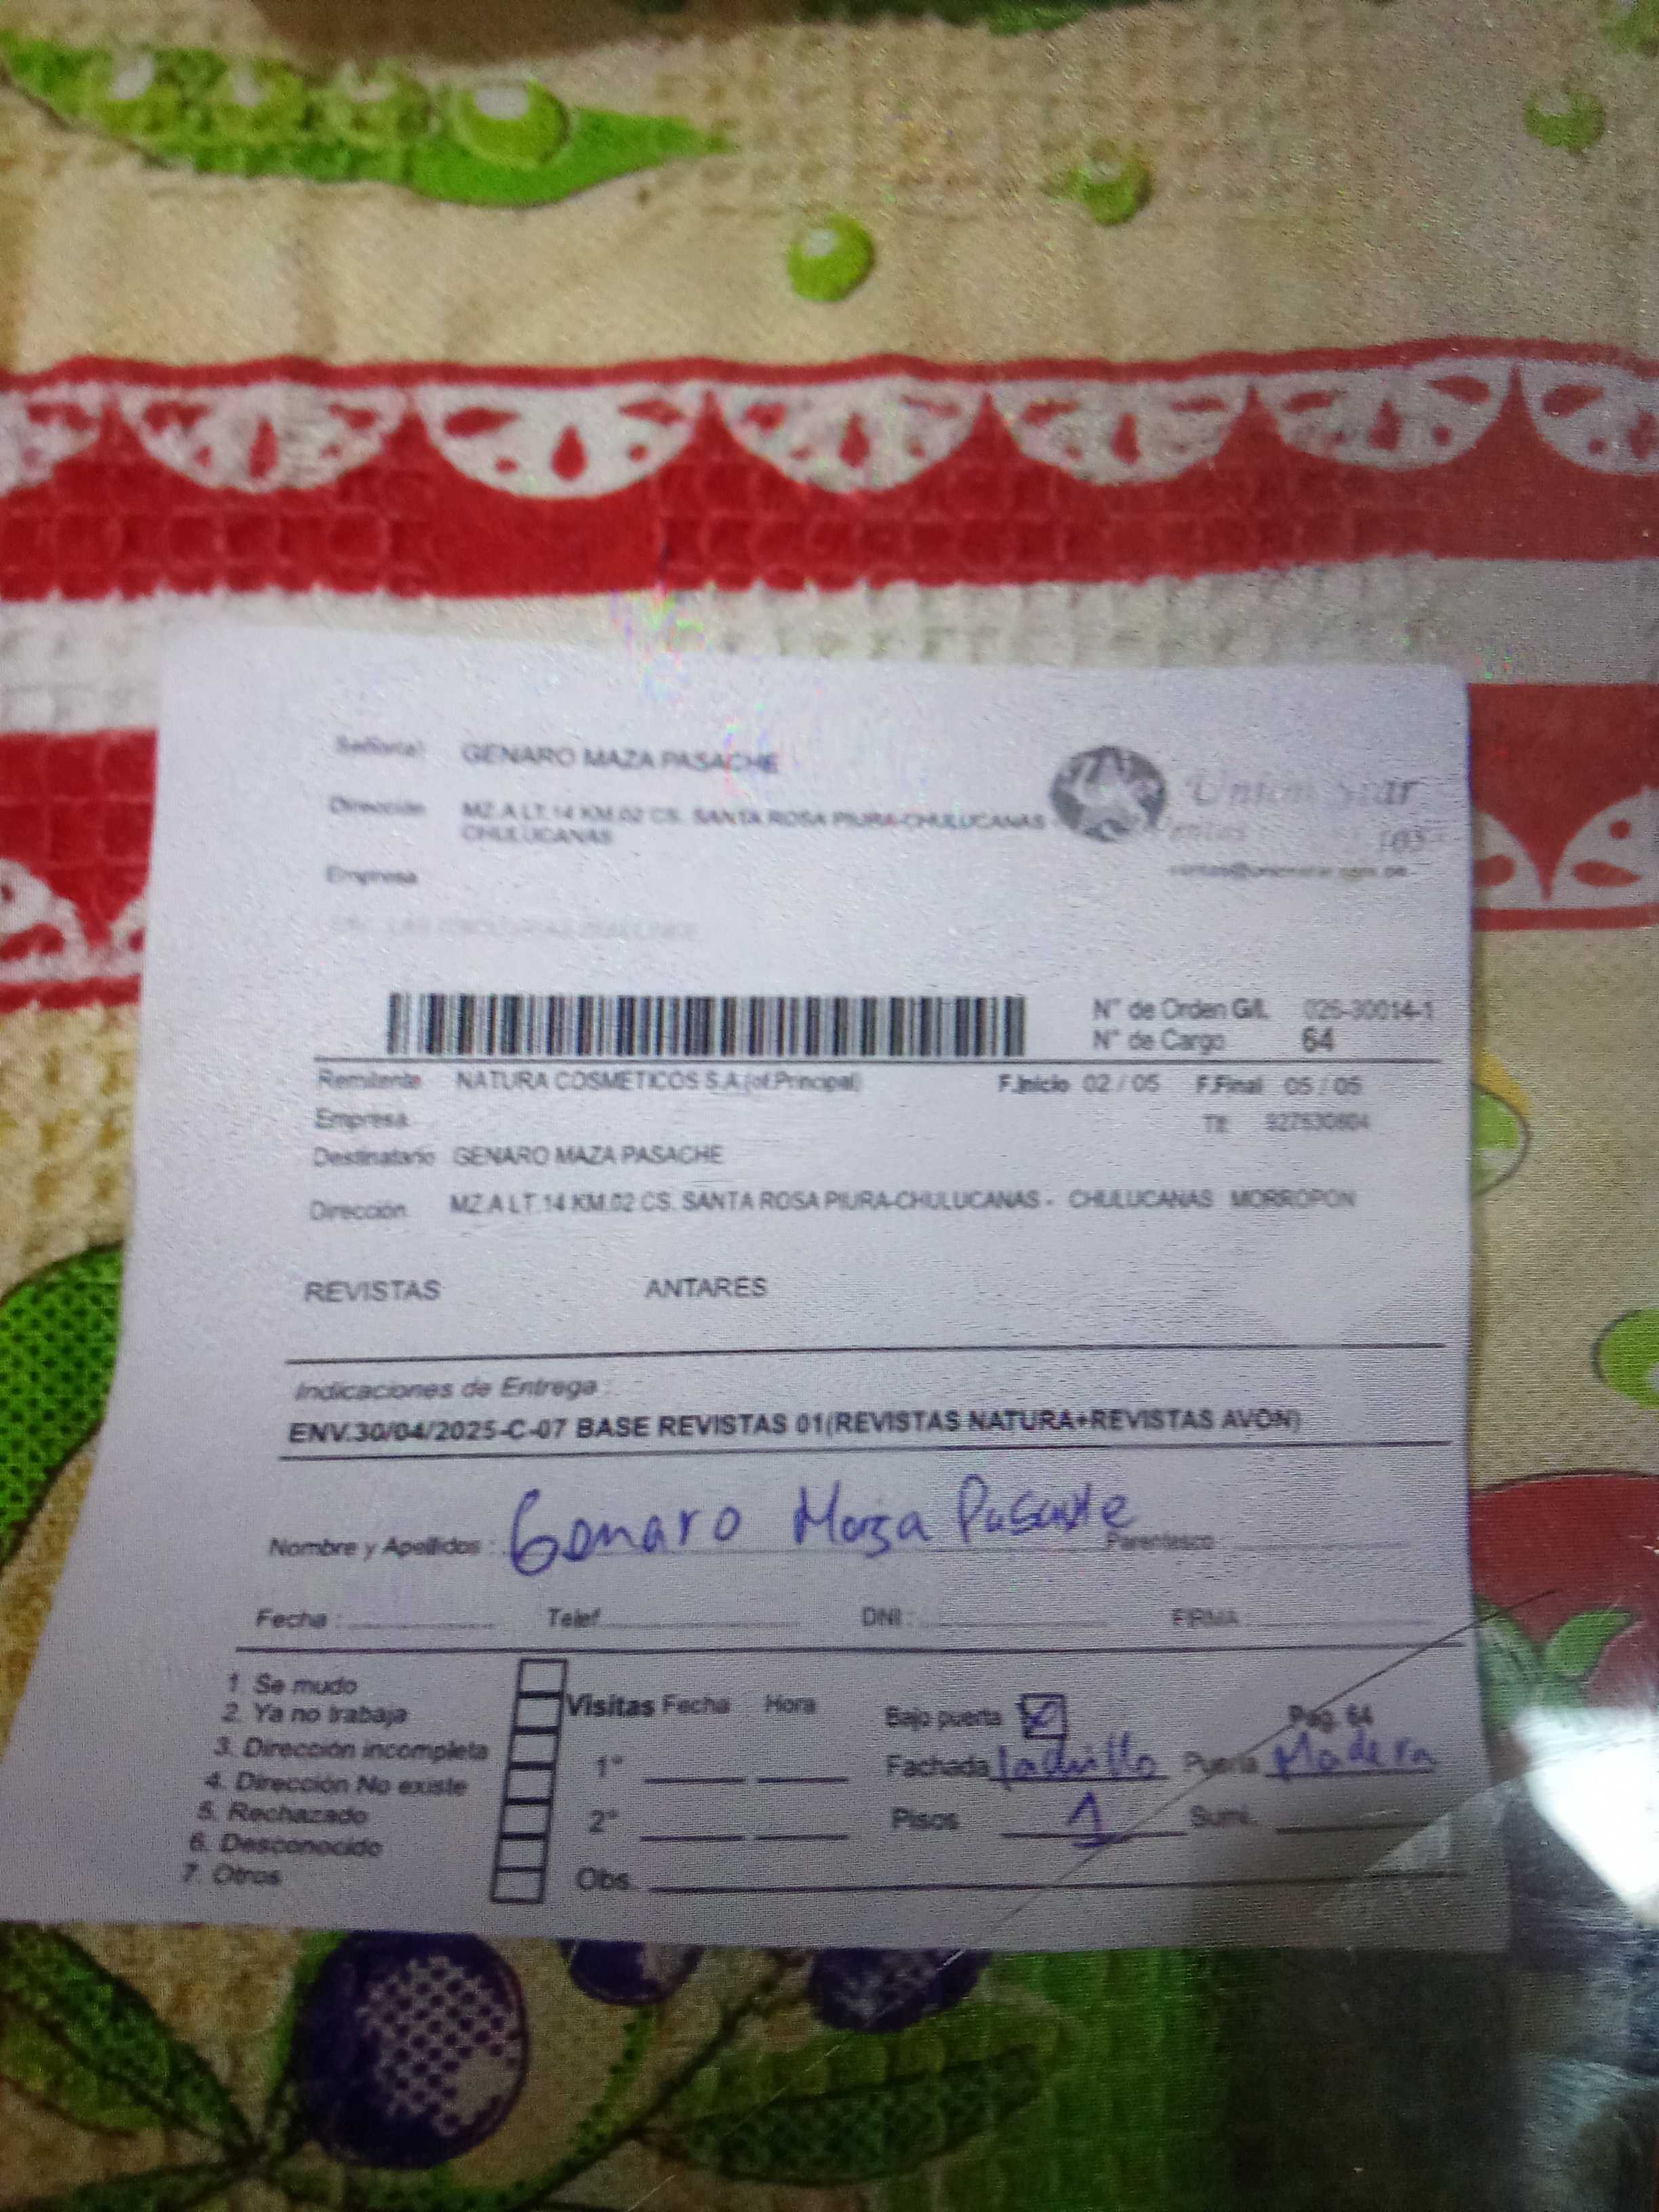 Señor(a) GENARO MAZA PASACHE
Dirección MZ.A LT.14 KM.02 CS. SANTA ROSA PIURA-CHULUCANAS
CHULUCANAS
Union Star
Empresa
N° de Orden G/L 025-30014-1
N° de Cargo 64
Remitente NATURA COSMETICOS S.A.(of.Principal) F.Inicio 02 / 05 F.Final 05 / 05
Empresa Tlf 927630604
Destinatario GENARO MAZA PASACHE
Dirección MZ.A LT.14 KM.02 CS. SANTA ROSA PIURA-CHULUCANAS - CHULUCANAS MORROPON
REVISTAS ANTARES
Indicaciones de Entrega :
ENV.30/04/2025-C-07 BASE REVISTAS 01(REVISTAS NATURA+REVISTAS AVON)
Nombre y Apellidos : Genaro Maza Pasache Parentesco
Fecha : Telef DNI : FIRMA
1. Se mudo
2. Ya no trabaja
3. Dirección incompleta
4. Dirección No existe
5. Rechazado
6. Desconocido
7. Otros
Visitas Fecha Hora
1°
2°
Obs.
Bajo puerta Pag. 64
Fachada ladrillo Puerta Madera
Pisos 1 Sumi.